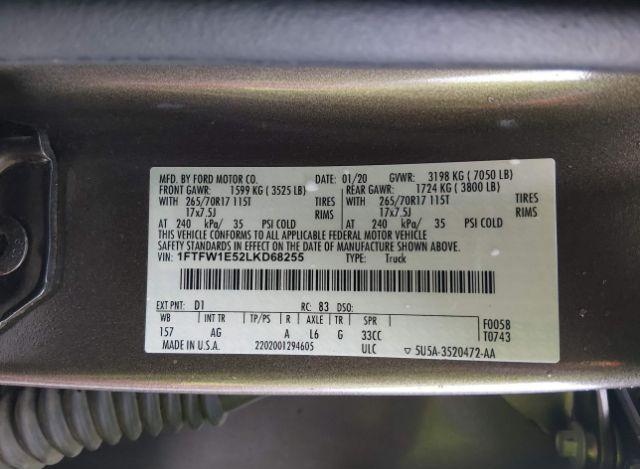 MFD. BY FORD MOTOR CO. DATE: 01/20 GVWR: 3198 KG ( 7050 LB)
FRONT GAWR: 1599 KG ( 3525 LB) REAR GAWR: 1724 KG ( 3800 LB)
WITH 265/70R17 115T TIRES WITH 265/70R17 115T TIRES
17x7.5J RIMS 17x7.5J RIMS
AT 240 kPa/ 35 PSI COLD AT 240 kPa/ 35 PSI COLD
THIS VEHICLE CONFORMS TO ALL APPLICABLE FEDERAL MOTOR VEHICLE
SAFETY STANDARDS IN EFFECT ON THE DATE OF MANUFACTURE SHOWN ABOVE.
VIN: 1FTFW1E52LKD68255 TYPE: Truck
EXT PNT: D1 RC: 83 DSO:
WB INT TR TP/PS R AXLE TR SPR F0058
157 AG A L6 G 33CC T0743
MADE IN U.S.A. 2202001294605 ULC ▽ 5U5A-3520472-AA